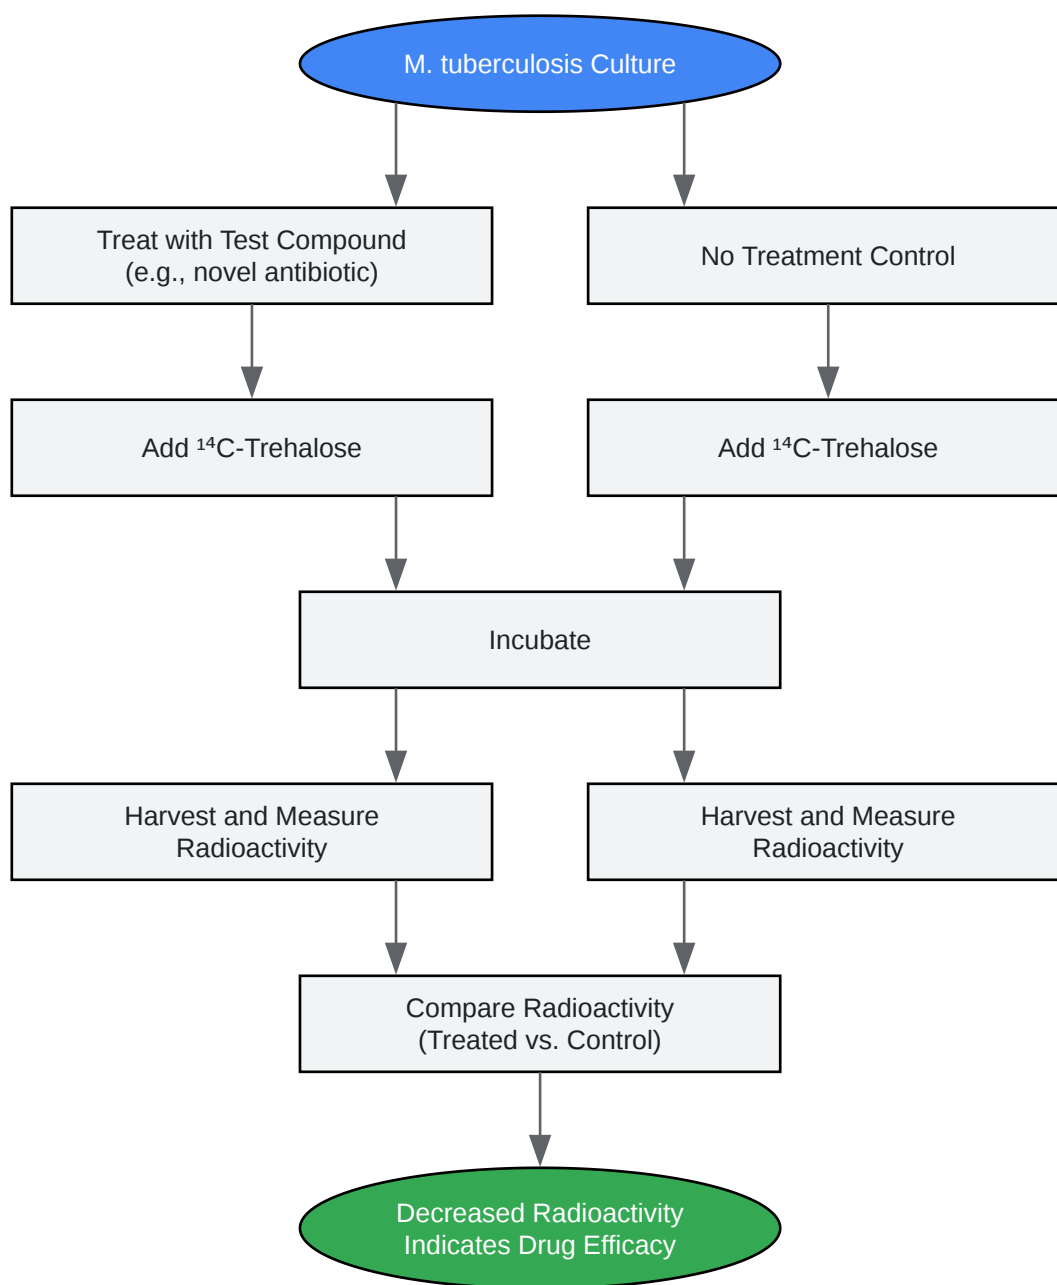 M. tuberculosis Culture
Treat with Test Compound
(e.g., novel antibiotic)
No Treatment Control
Add ¹⁴C-Trehalose
Add ¹⁴C-Trehalose
Incubate
Harvest and Measure
Radioactivity
Harvest and Measure
Radioactivity
Compare Radioactivity
(Treated vs. Control)
Decreased Radioactivity
Indicates Drug Efficacy